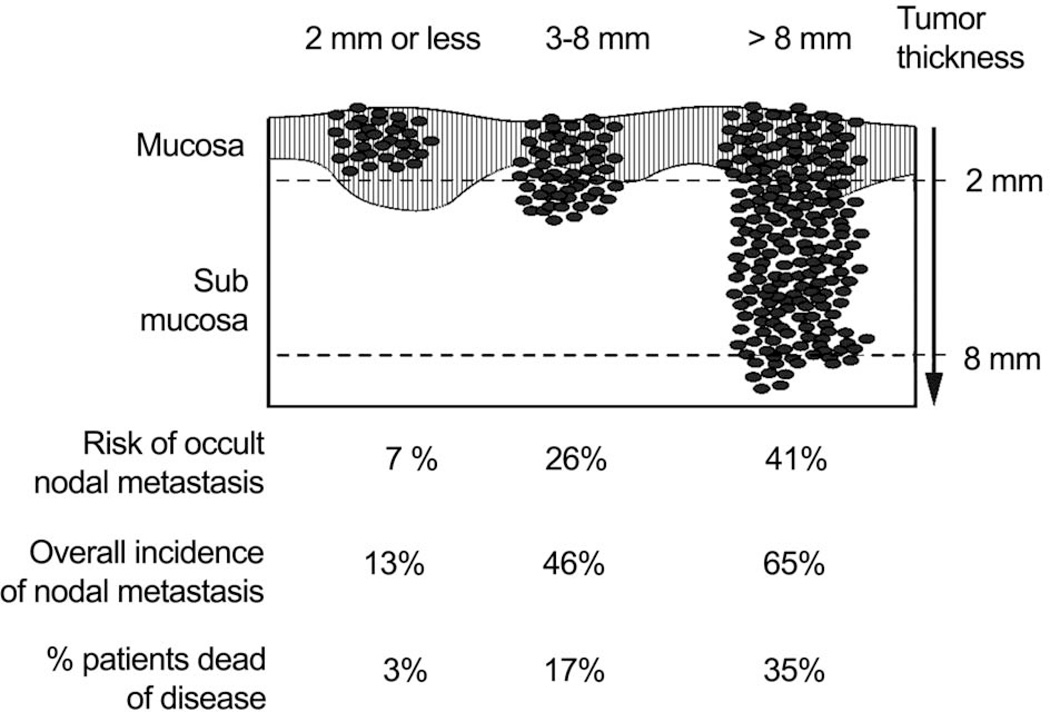 2 mm or less 3-8 mm > 8 mm Tumor
thickness
Mucosa
2 mm
Sub
mucosa
8 mm
Risk of occult
nodal metastasis
7 % 26% 41%
Overall incidence
of nodal metastasis
13% 46% 65%
% patients dead
of disease
3% 17% 35%